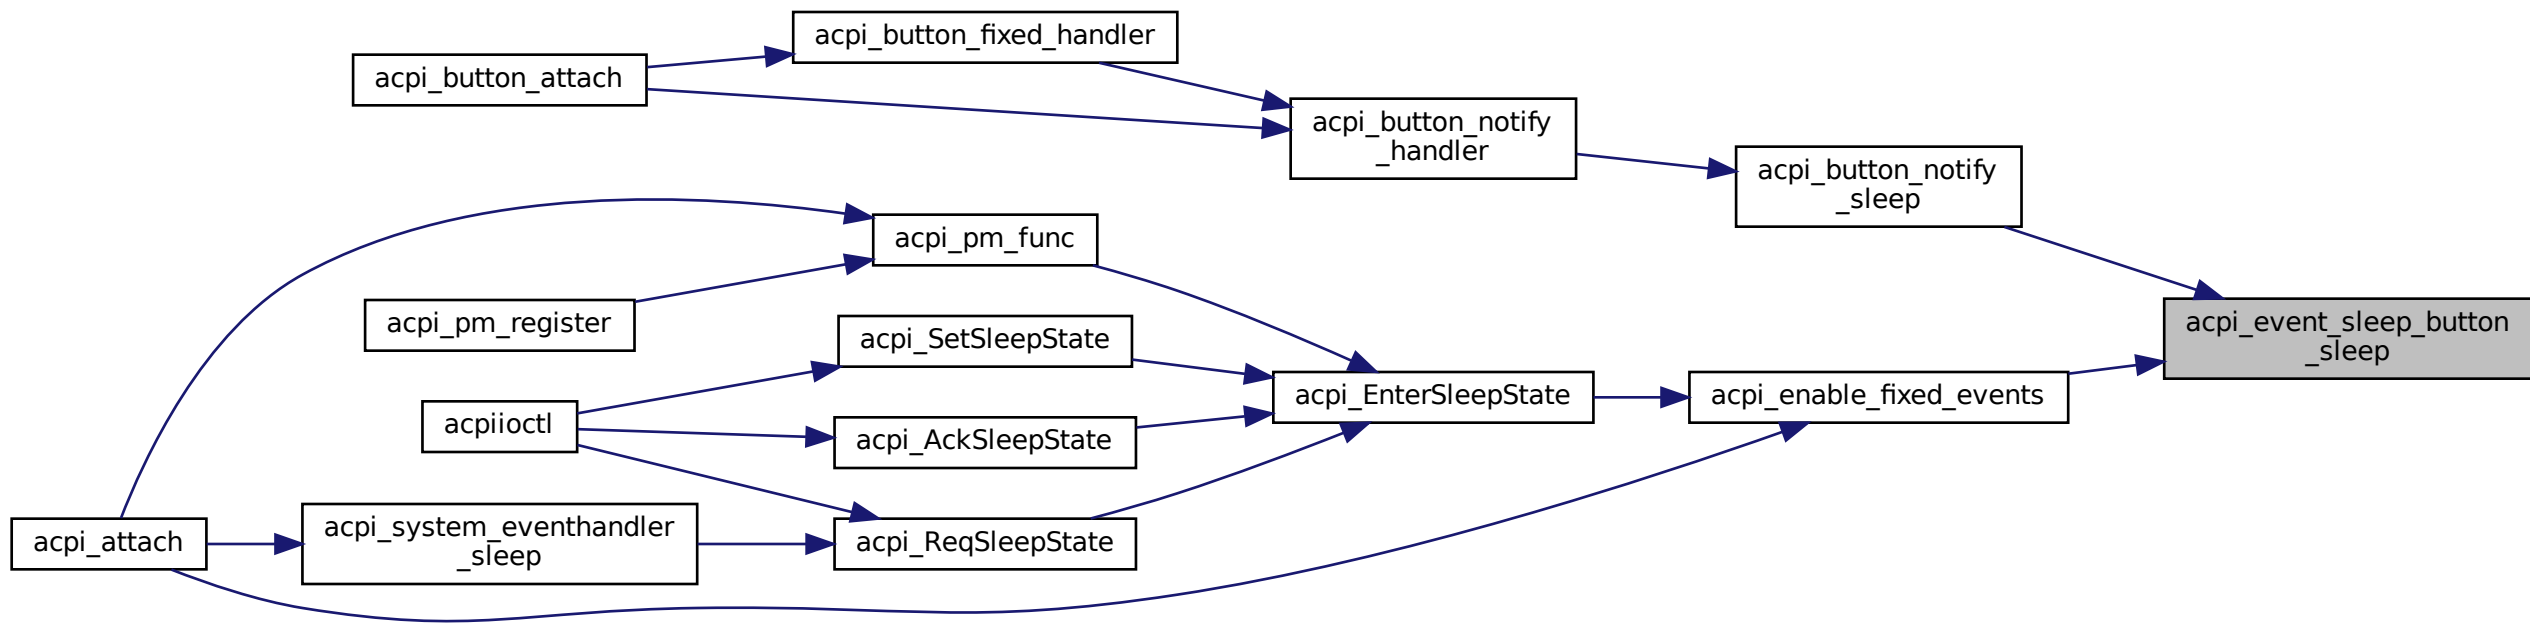 acpi_button_fixed_handler
acpi_button_attach
acpi_button_notify
_handler
acpi_button_notify
_sleep
acpi_pm_func
acpi_pm_register
acpi_SetSleepState
acpi_event_sleep_button
_sleep
acpi_EnterSleepState
acpi_enable_fixed_events
acpiioctl
acpi_AckSleepState
acpi_attach
acpi_system_eventhandler
_sleep
acpi_ReqSleepState